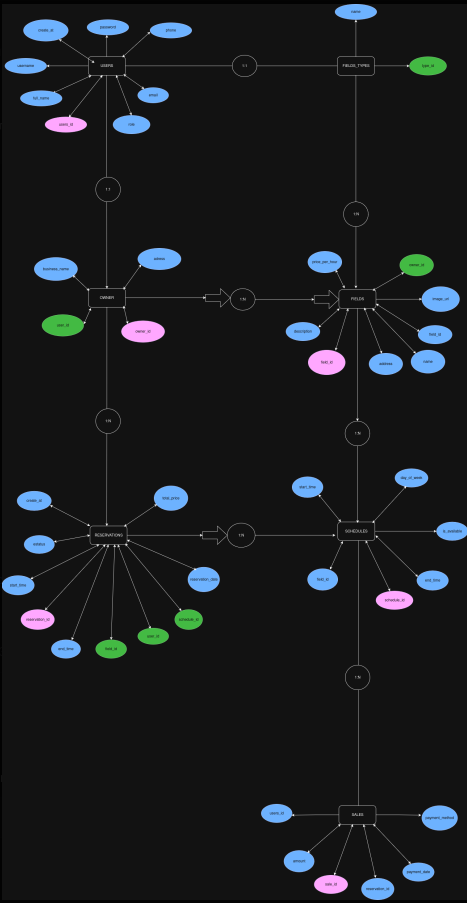 name
create_at
password
phone
username
USERS
1:1
FIELDS_TYPES
type_id
full_name
email
users_id
role
1:1
1:N
business_name
adress
price_per_hour
owner_id
OWNER
1:N
FIELDS
image_url
user_id
owner_id
description
field_id
address
name
1:N
1:N
start_time
day_of_week
create_at
total_price
RESERVATIONS
1:N
SCHEDULES
is_available
start_time
reservation_date
field_id
end_time
reservation_id
schedule_id
schedule_id
end_time
field_id
user_id
1:N
users_id
SALES
payment_method
amount
payment_date
sale_id